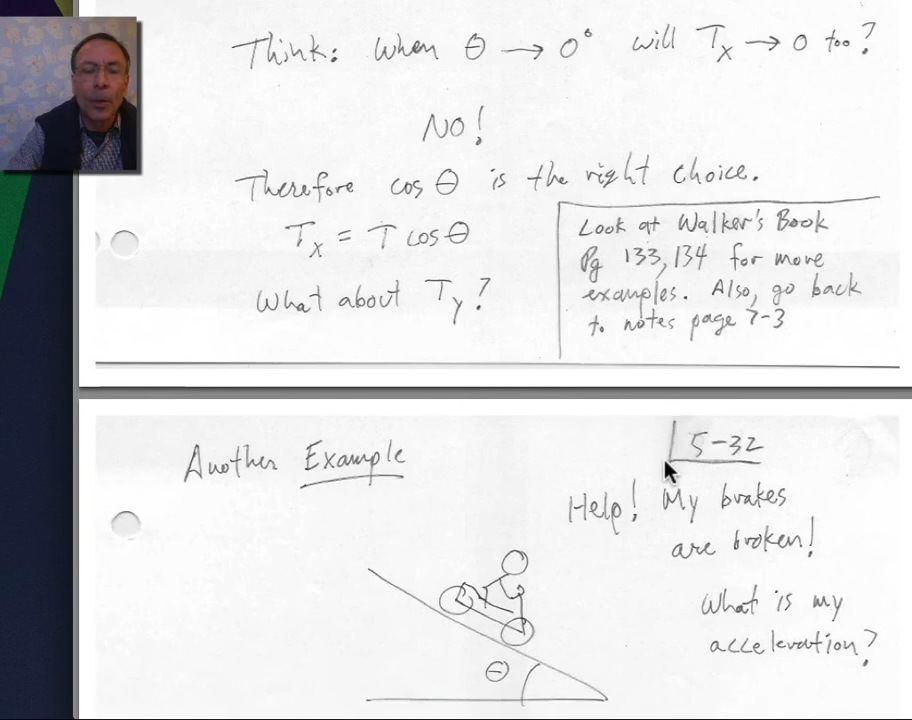 Think: When θ → 0° will Tx → 0 too?
NO!
Therefore cos θ is the right choice.
Tx = T cos θ
What about Ty?
Look at Walker's Book
Pg 133, 134 for more
examples. Also, go back
to notes page 7-3
Another Example
5-32
Help! My brakes
are broken!
What is my
acceleration?
θ